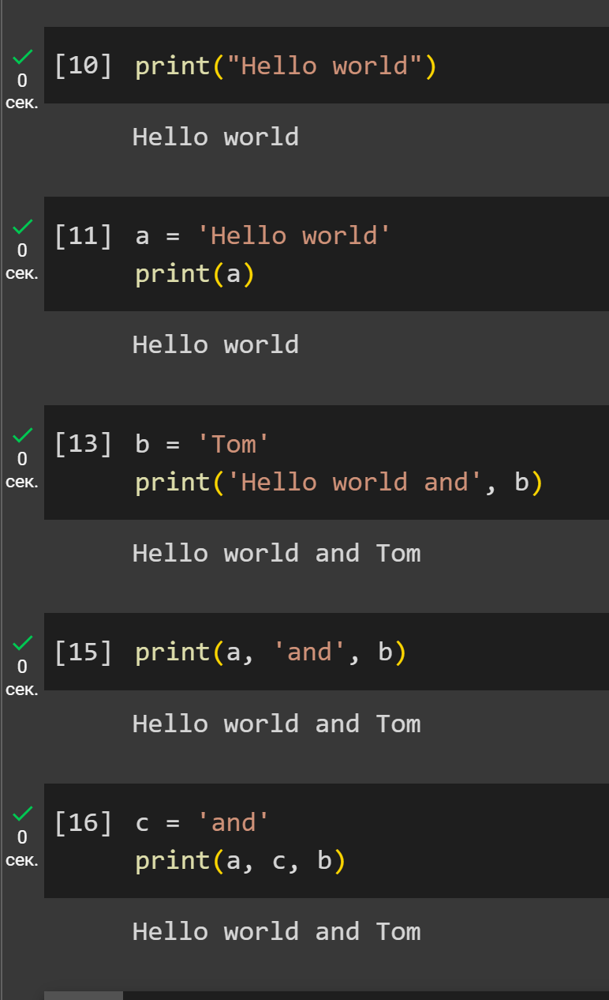 [10] print("Hello world")
0
сек.
Hello world
[11] a = 'Hello world'
0
print(a)
сек.
Hello world
[13] b = 'Tom'
0
print('Hello world and', b)
сек.
Hello world and Tom
[15] print(a, 'and', b)
0
сек.
Hello world and Tom
[16] c = 'and'
0
print(a, c, b)
сек.
Hello world and Tom